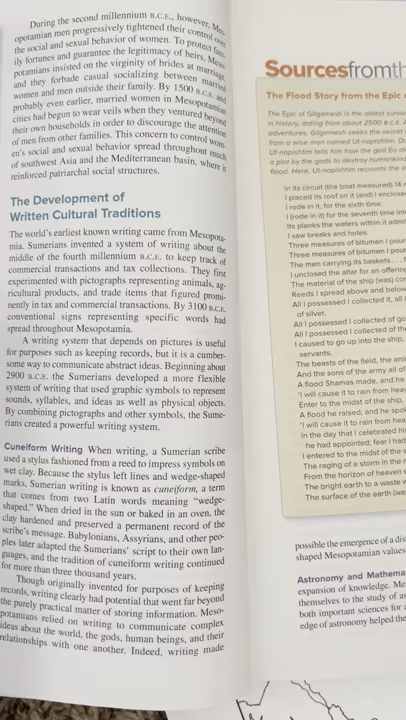 During the second millennium B.C.E., however, Mes-
opotamian men progressively tightened their control over
the social and sexual behavior of women. To protect fam-
ily fortunes and guarantee the legitimacy of heirs, Meso-
potamians insisted on the virginity of brides at marriage,
and they forbade casual socializing between married
women and men outside their family. By 1500 B.C.E. and
probably even earlier, married women in Mesopotamian
cities had begun to wear veils when they ventured beyond
their own households in order to discourage the attention
of men from other families. This concern to control wom-
en's social and sexual behavior spread throughout much
of southwest Asia and the Mediterranean basin, where it
reinforced patriarchal social structures.
The Development of
Written Cultural Traditions
The world's earliest known writing came from Mesopota-
mia. Sumerians invented a system of writing about the
middle of the fourth millennium B.C.E. to keep track of
commercial transactions and tax collections. They first
experimented with pictographs representing animals, ag-
ricultural products, and trade items that figured promi-
nently in tax and commercial transactions. By 3100 B.C.E.
conventional signs representing specific words had
spread throughout Mesopotamia.
A writing system that depends on pictures is useful
for purposes such as keeping records, but it is a cumber-
some way to communicate abstract ideas. Beginning about
2900 B.C.E. the Sumerians developed a more flexible
system of writing that used graphic symbols to represent
sounds, syllables, and ideas as well as physical objects.
By combining pictographs and other symbols, the Sume-
rians created a powerful writing system.
Cuneiform Writing When writing, a Sumerian scribe
used a stylus fashioned from a reed to impress symbols on
wet clay. Because the stylus left lines and wedge-shaped
marks, Sumerian writing is known as cuneiform, a term
that comes from two Latin words meaning "wedge-
shaped." When dried in the sun or baked in an oven, the
clay hardened and preserved a permanent record of the
scribe's message. Babylonians, Assyrians, and other peo-
ples later adapted the Sumerians' script to their own lan-
guages, and the tradition of cuneiform writing continued
for more than three thousand years.
Though originally invented for purposes of keeping
records, writing clearly had potential that went far beyond
the purely practical matter of storing information. Meso-
potamians relied on writing to communicate complex
ideas about the world, the gods, human beings, and their
relationships with one another. Indeed, writing made
Sourcesfromth
The Flood Story from the Epic
The Epic of Gilgamesh is the oldest surviv
in history, dating from about 2500 B.C.E. A
adventures, Gilgamesh seeks the secret
from a wise man named Ut-napishtim. Du
Ut-napishtim tells him how the god Ea al
a plot by the gods to destroy humankind
flood. Here, Ut-napishtim recounts the
In its circuit (the boat measured) 14
I placed its roof on it (and) I enclosed
I rode in it, for the sixth time;
I (rode in it) for the seventh time int
Its planks the waters within it admi
I saw breaks and holes.
Three measures of bitumen I pour
Three measures of bitumen I pour
The men carrying its baskets . . .
I unclosed the altar for an offering
The material of the ship (was) con
Reeds I spread above and below
All I possessed I collected it, all I
of silver,
All I possessed I collected of go
All I possessed I collected of the
I caused to go up into the ship,
servants,
The beasts of the field, the ani
And the sons of the army all of
A flood Shamas made, and he
'I will cause it to rain from heav
Enter to the midst of the ship,
A flood he raised, and he spo
'I will cause it to rain from
In the day that I celebrated hi
he had appointed; fear I had
I entered to the midst of the s
The raging of a storm in the
From the horizon of heaven
The bright earth to a waste
The surface of the earth (wa
possible the emergence of a dis
shaped Mesopotamian values
Astronomy and Mathema
expansion of knowledge. Me
themselves to the study of as
both important sciences for
edge of astronomy helped the